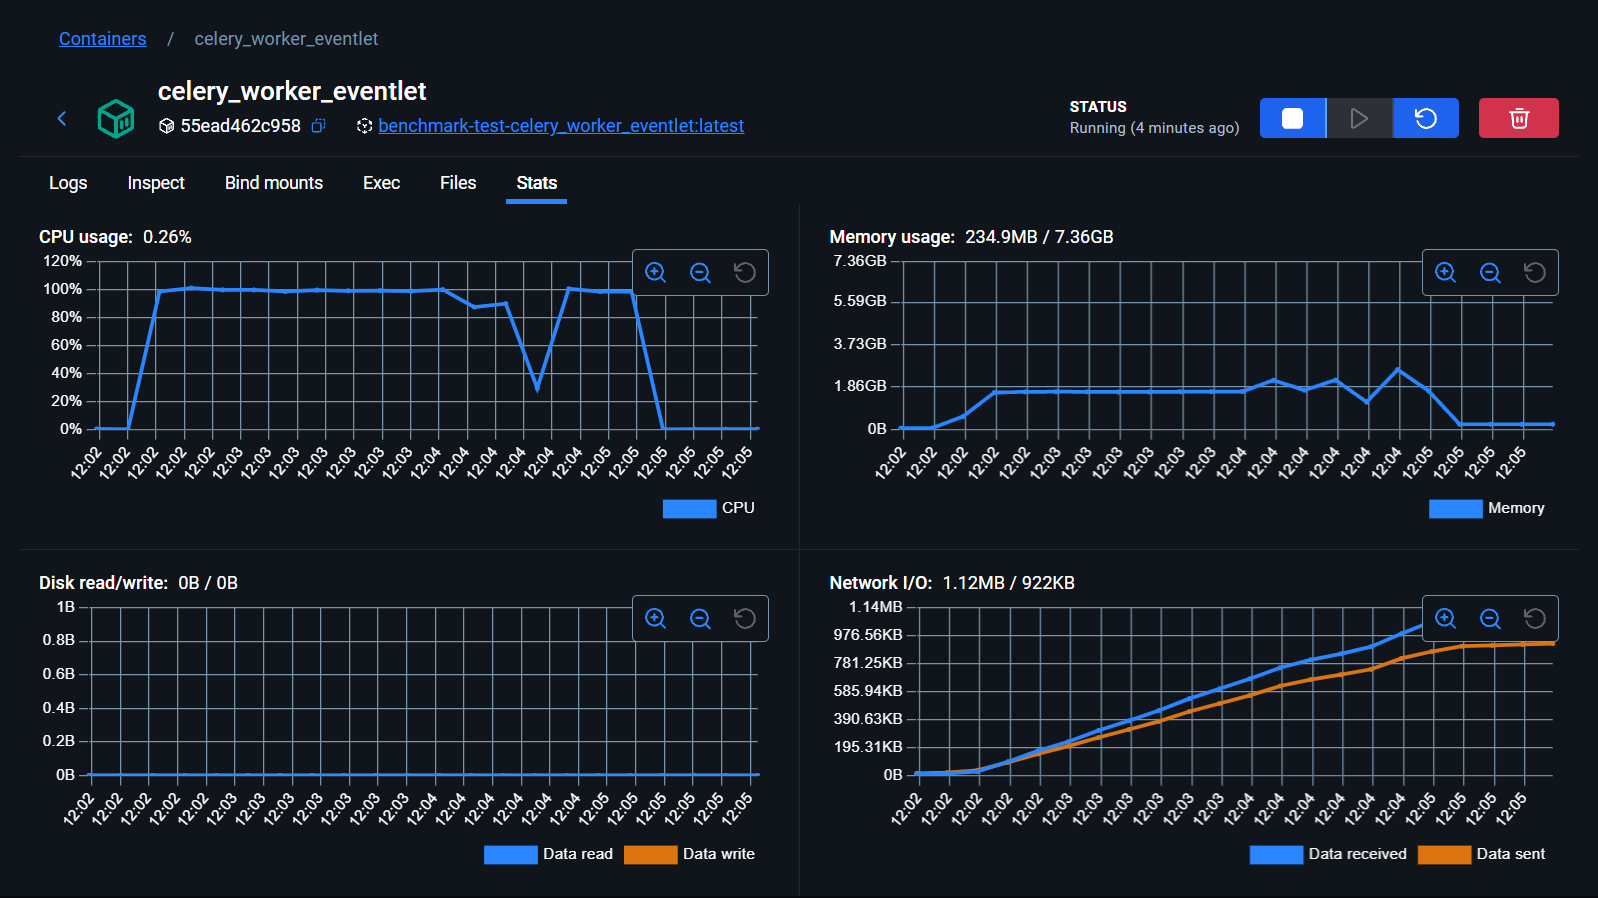 Containers / celery_worker_eventlet
celery_worker_eventlet
55ead462c958 benchmark-test-celery_worker_eventlet:latest
STATUS
Running (4 minutes ago)
Logs Inspect Bind mounts Exec Files Stats
CPU usage: 0.26%
120%
100%
80%
60%
40%
20%
0%
12:02 12:02 12:02 12:02 12:02 12:03 12:03 12:03 12:03 12:03 12:03 12:04 12:04 12:04 12:04 12:04 12:04 12:04 12:05 12:05 12:05 12:05 12:05 12:05
CPU
Memory usage: 234.9MB / 7.36GB
7.36GB
5.59GB
3.73GB
1.86GB
0B
12:02 12:02 12:02 12:02 12:02 12:03 12:03 12:03 12:03 12:03 12:03 12:04 12:04 12:04 12:04 12:04 12:04 12:05 12:05 12:05 12:05
Memory
Disk read/write: 0B / 0B
1B
0.8B
0.6B
0.4B
0.2B
0B
12:02 12:02 12:02 12:02 12:02 12:03 12:03 12:03 12:03 12:03 12:03 12:03 12:04 12:04 12:04 12:04 12:04 12:04 12:05 12:05 12:05 12:05 12:05 12:05
Data read Data write
Network I/O: 1.12MB / 922KB
1.14MB
976.56KB
781.25KB
585.94KB
390.63KB
195.31KB
0B
12:02 12:02 12:02 12:02 12:02 12:03 12:03 12:03 12:03 12:03 12:03 12:04 12:04 12:04 12:04 12:04 12:04 12:05 12:05 12:05 12:05
Data received Data sent